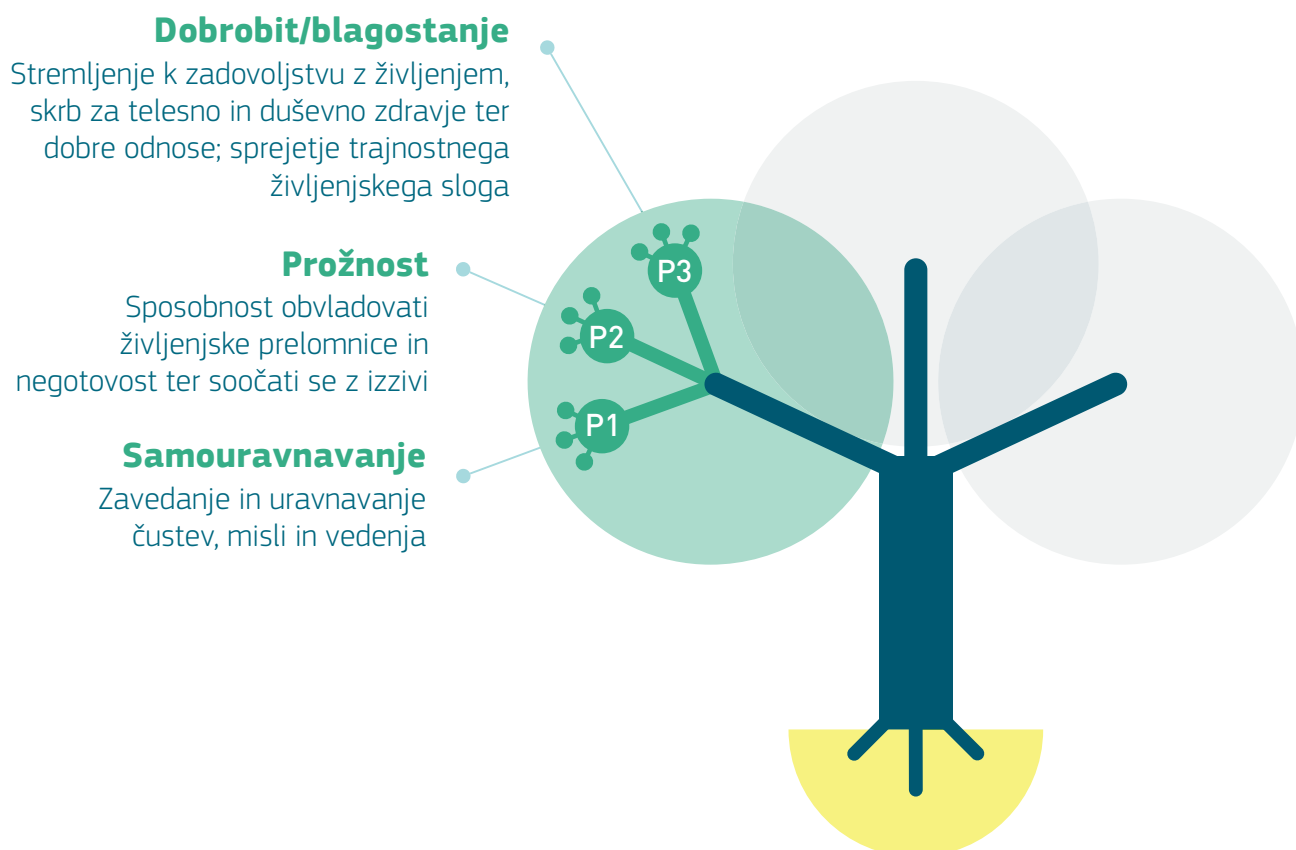 Dobrobit/blagostanje
Stremljenje k zadovoljstvu z življenjem,
skrb za telesno in duševno zdravje ter
dobre odnose; sprejetje trajnostnega
življenjskega sloga
Prožnost
Sposobnost obvladovati
življenjske prelomnice in
negotovost ter soočati se z izzivi
Samouravnavanje
Zavedanje in uravnavanje
čustev, misli in vedenja
P3
P2
P1